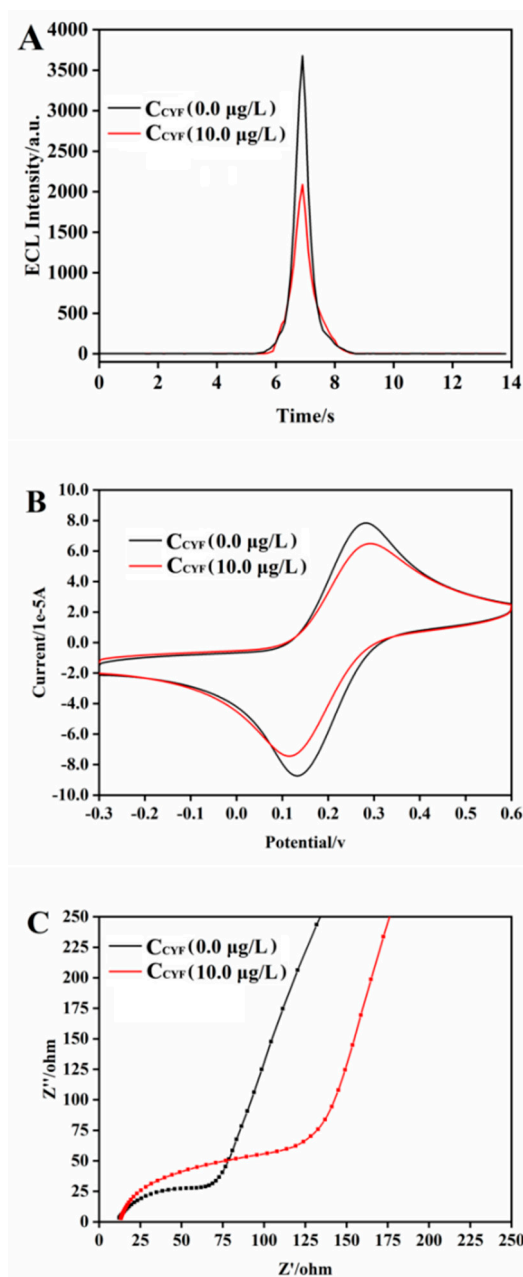 A
4000
3500
3000
2500
2000
1500
1000
500
0
ECL Intensity/a.u.
CCYF(0.0 μg/L)
CCYF(10.0 μg/L)
0 2 4 6 8 10 12 14
Time/s
B
10.0
8.0
6.0
4.0
2.0
0.0
-2.0
-4.0
-6.0
-8.0
-10.0
Current/1e-5A
CCYF(0.0 μg/L)
CCYF(10.0 μg/L)
-0.3 -0.2 -0.1 0.0 0.1 0.2 0.3 0.4 0.5 0.6
Potential/v
C
250
225
200
175
150
125
100
75
50
25
0
Z''/ohm
CCYF(0.0 μg/L)
CCYF(10.0 μg/L)
0 25 50 75 100 125 150 175 200 225 250
Z'/ohm